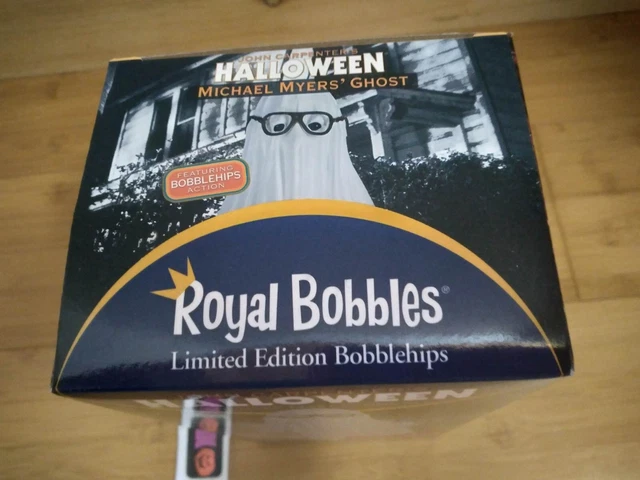 JOHN CARPENTER'S
HALLOWEEN
MICHAEL MYERS' GHOST
FEATURING
BOBBLEHIPS
ACTION
Royal Bobbles®
Limited Edition Bobblehips
HALLOWEEN